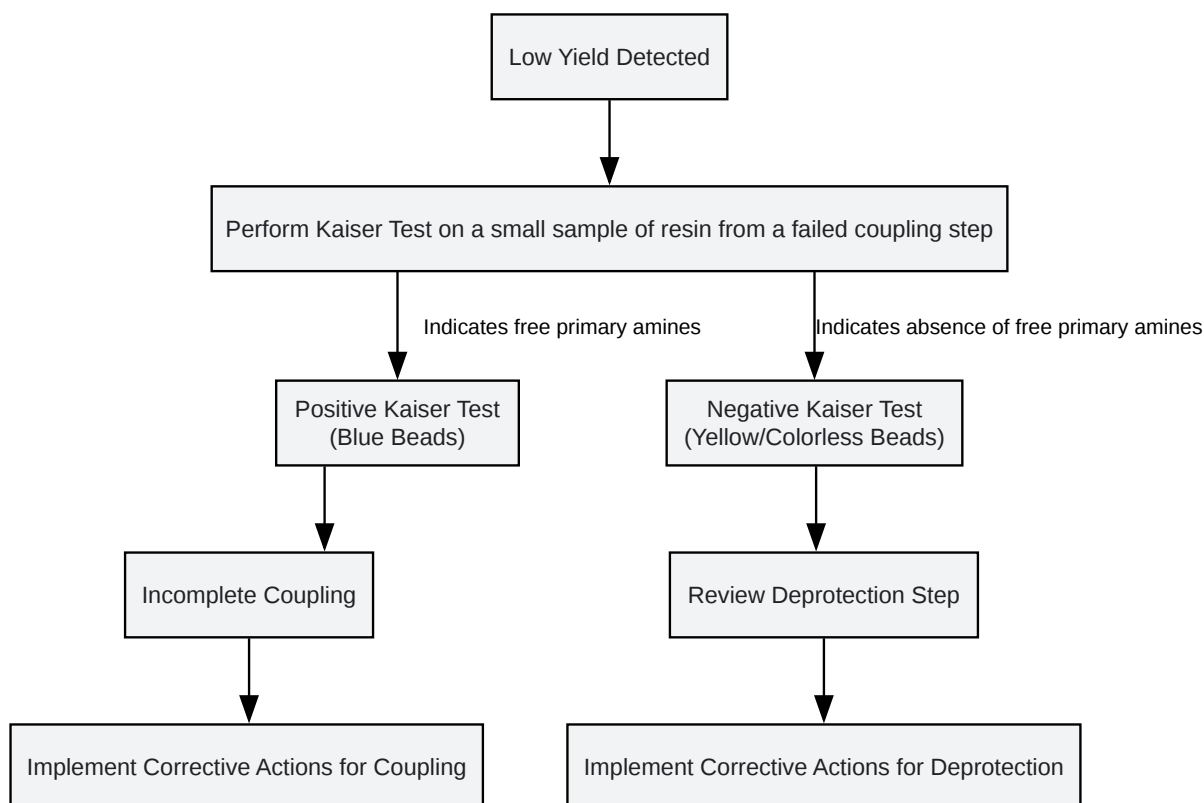 Low Yield Detected
Perform Kaiser Test on a small sample of resin from a failed coupling step
Indicates free primary amines
Indicates absence of free primary amines
Positive Kaiser Test
(Blue Beads)
Negative Kaiser Test
(Yellow/Colorless Beads)
Incomplete Coupling
Review Deprotection Step
Implement Corrective Actions for Coupling
Implement Corrective Actions for Deprotection